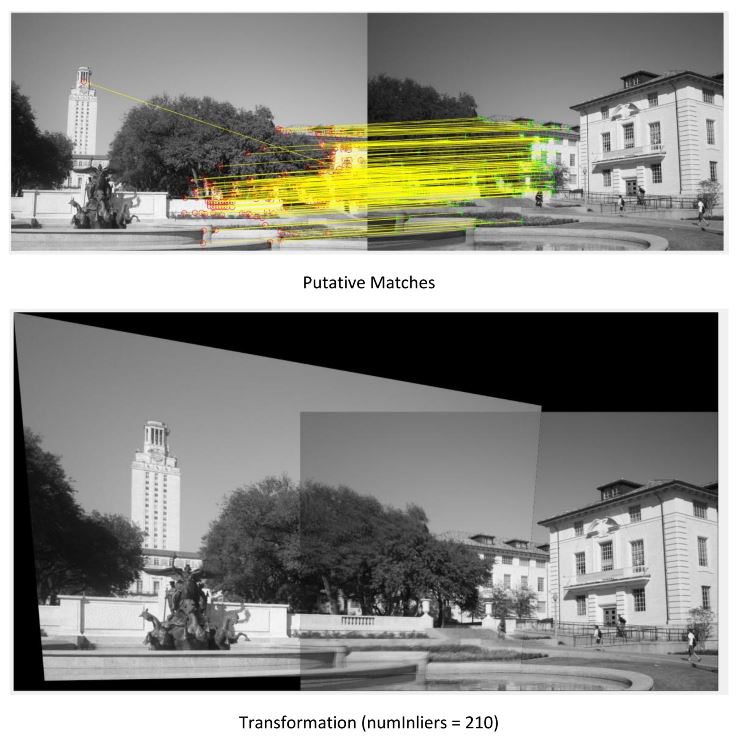 Putative Matches
Transformation (numInliers = 210)